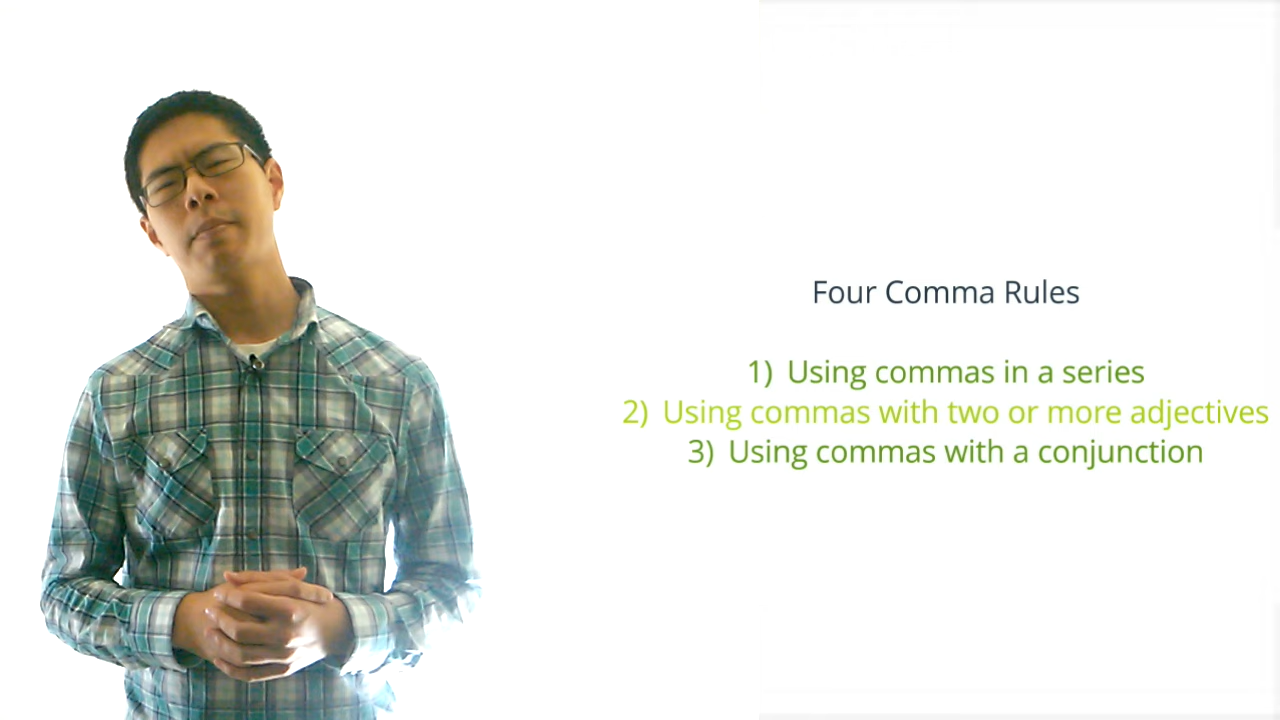 Four Comma Rules
1) Using commas in a series
2) Using commas with two or more adjectives
3) Using commas with a conjunction